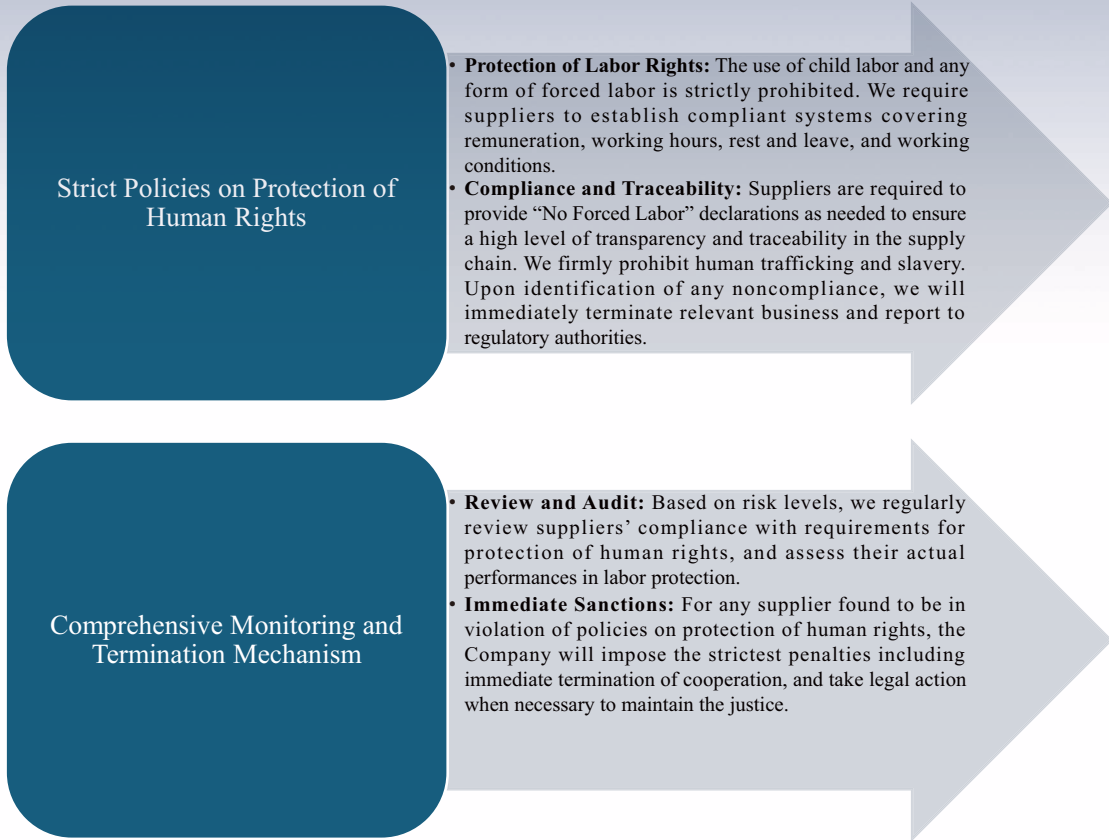 Strict Policies on Protection of
Human Rights
• Protection of Labor Rights: The use of child labor and any
form of forced labor is strictly prohibited. We require
suppliers to establish compliant systems covering
remuneration, working hours, rest and leave, and working
conditions.
• Compliance and Traceability: Suppliers are required to
provide “No Forced Labor” declarations as needed to ensure
a high level of transparency and traceability in the supply
chain. We firmly prohibit human trafficking and slavery.
Upon identification of any noncompliance, we will
immediately terminate relevant business and report to
regulatory authorities.
Comprehensive Monitoring and
Termination Mechanism
• Review and Audit: Based on risk levels, we regularly
review suppliers’ compliance with requirements for
protection of human rights, and assess their actual
performances in labor protection.
• Immediate Sanctions: For any supplier found to be in
violation of policies on protection of human rights, the
Company will impose the strictest penalties including
immediate termination of cooperation, and take legal action
when necessary to maintain the justice.